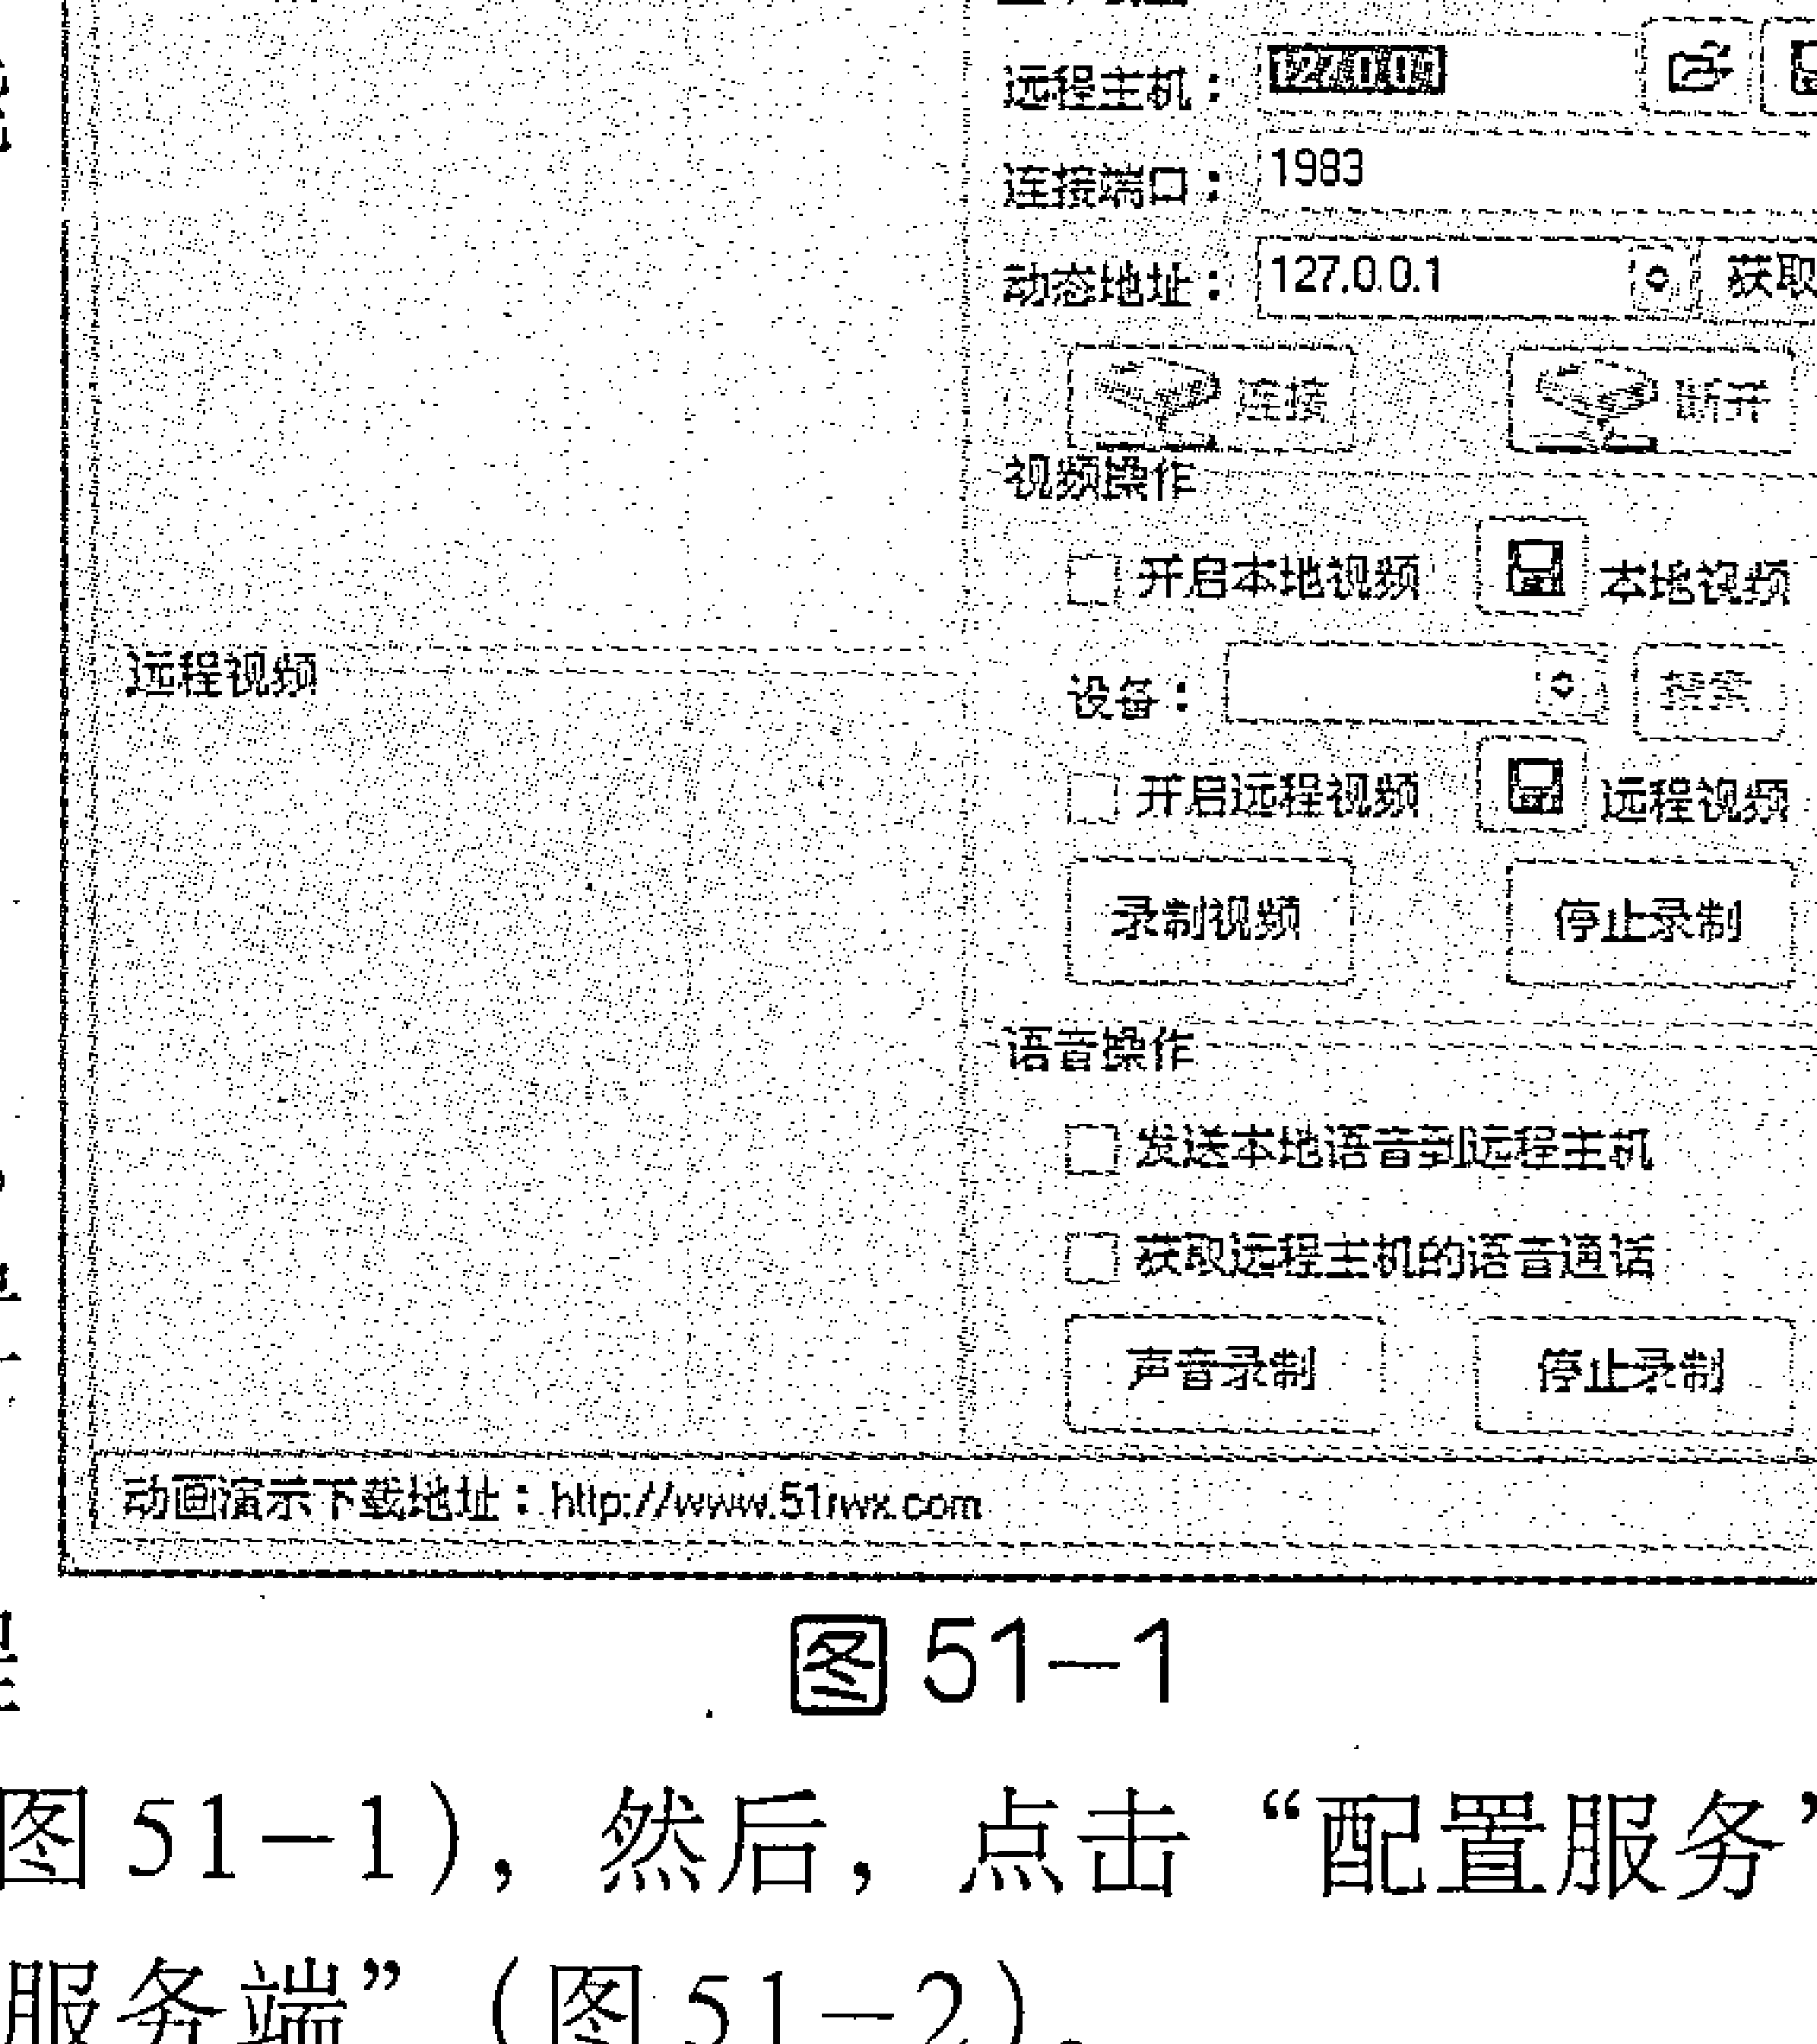 远程主机：127.0.0.1
连接端口：1983
动态地址：127.0.0.1 获取
连接 断开
视频操作
开启本地视频 本地视频
远程视频
设备： 搜索
开启远程视频 远程视频
录制视频 停止录制
语音操作
发送本地语音到远程主机
获取远程主机的语音通话
声音录制 停止录制
动画演示下载地址：http://www.51rwx.com
图 51－1
图 51－1），然后，点击“配置服务”
服务端”（图 51－2）。